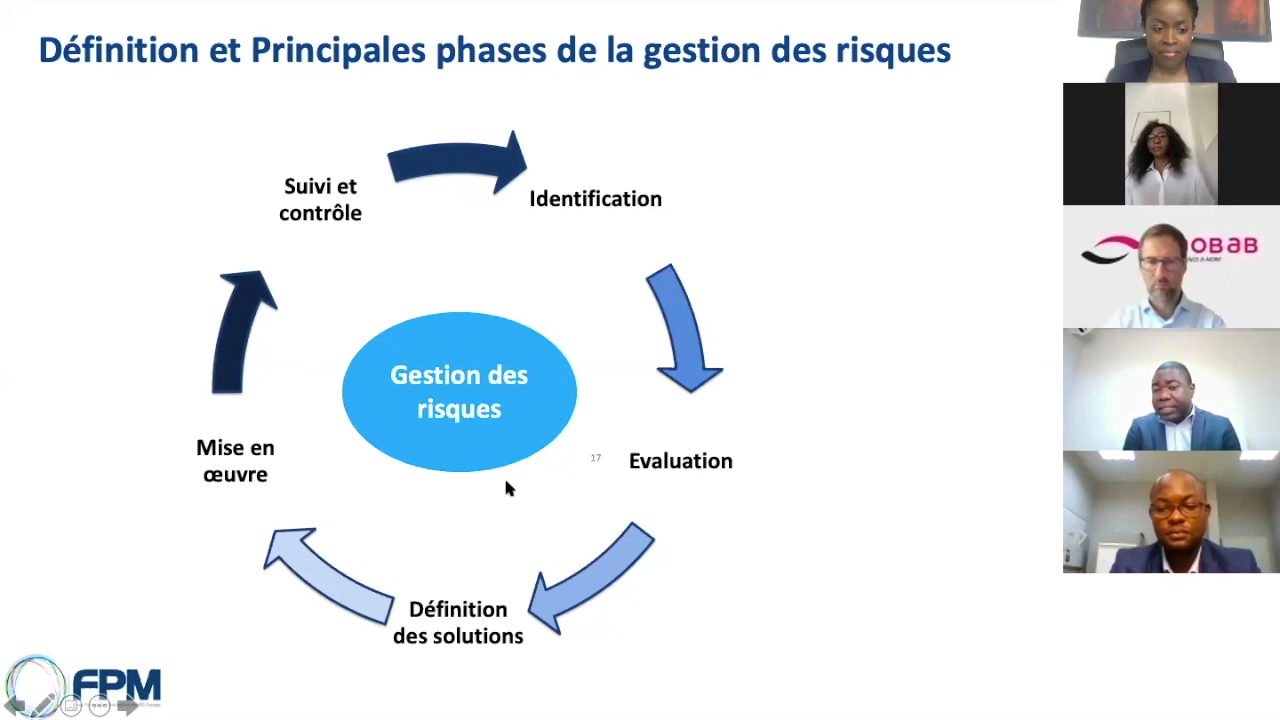 Définition et Principales phases de la gestion des risques
Suivi et
contrôle
Identification
Gestion des
risques
Mise en
œuvre
17
Evaluation
Définition
des solutions
FPM
OBAB